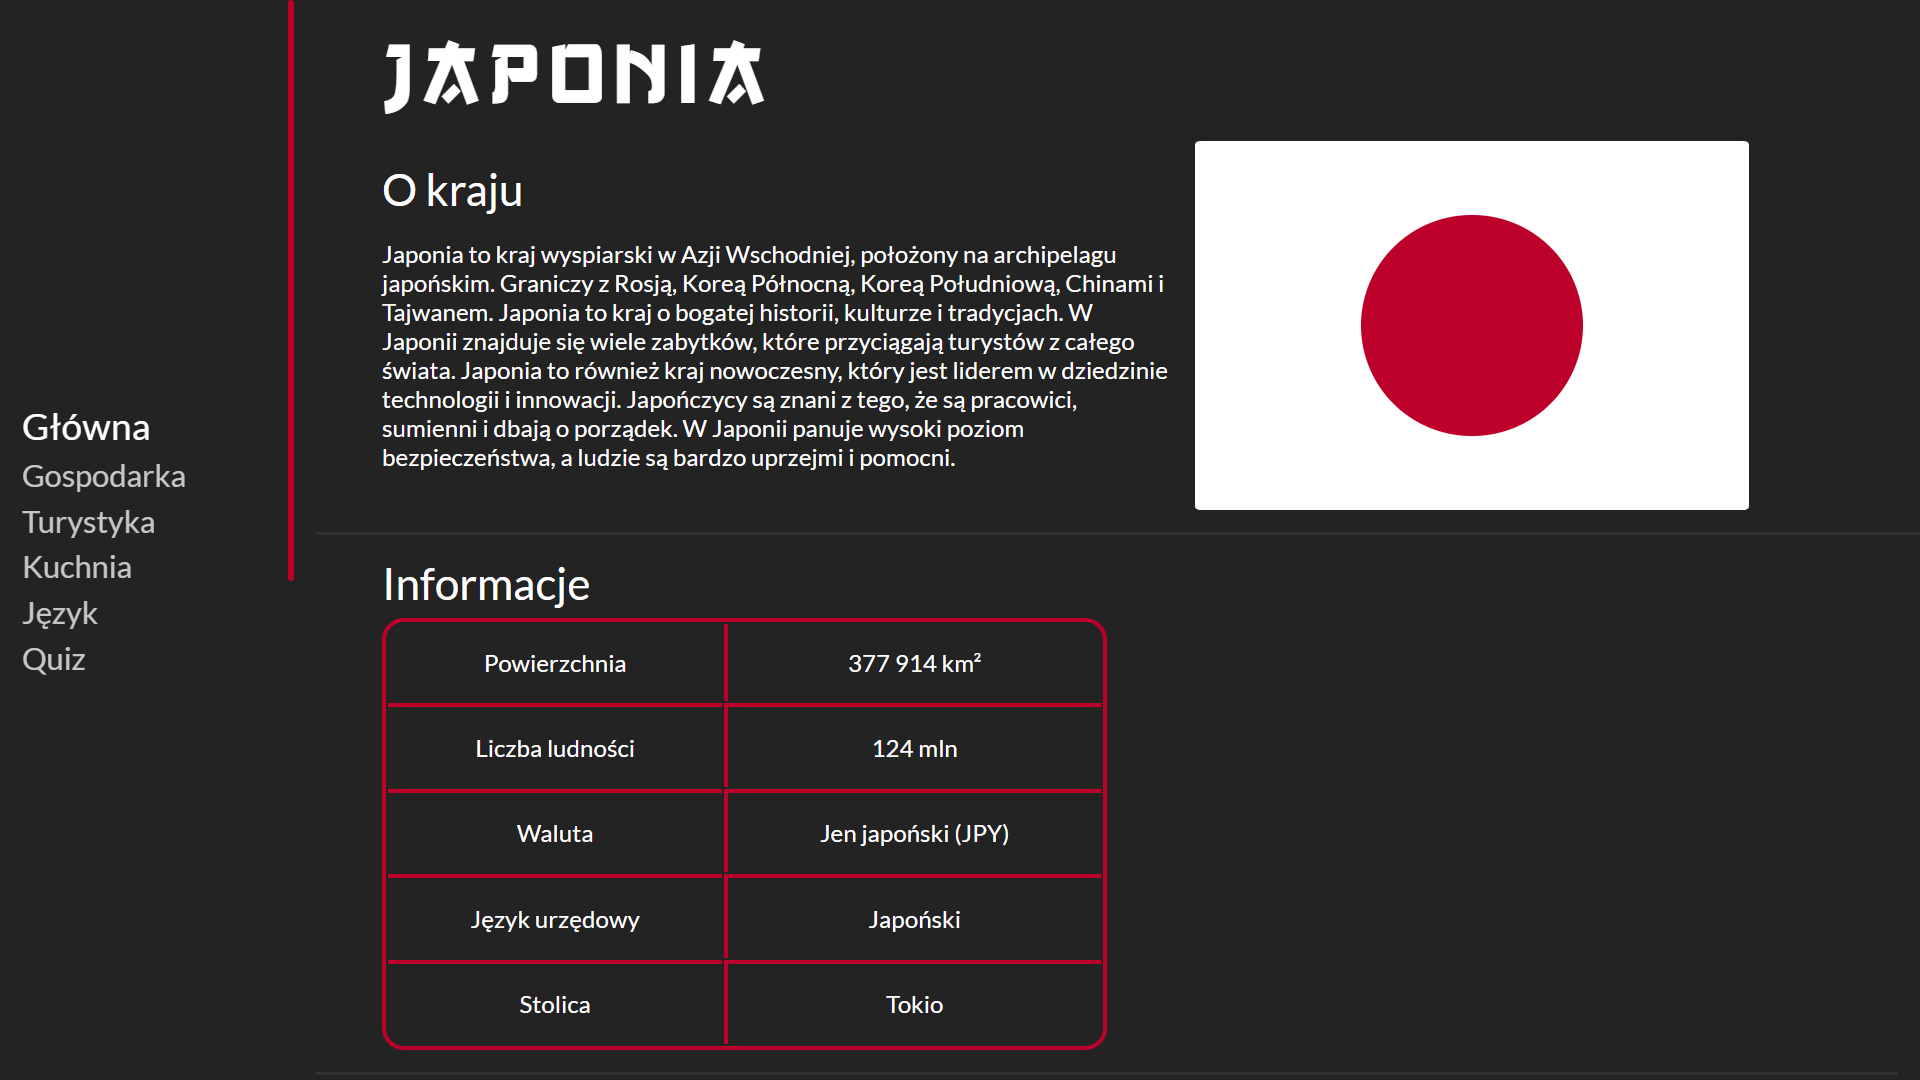 JAPONIA
O kraju
Japonia to kraj wyspiarski w Azji Wschodniej, położony na archipelagu
japońskim. Graniczy z Rosją, Koreą Północną, Koreą Południową, Chinami i
Tajwanem. Japonia to kraj o bogatej historii, kulturze i tradycjach. W
Japonii znajduje się wiele zabytków, które przyciągają turystów z całego
świata. Japonia to również kraj nowoczesny, który jest liderem w dziedzinie
technologii i innowacji. Japończycy są znani z tego, że są pracowici,
sumienni i dbają o porządek. W Japonii panuje wysoki poziom
bezpieczeństwa, a ludzie są bardzo uprzejmi i pomocni.
Główna
Gospodarka
Turystyka
Kuchnia
Język
Quiz
Informacje
Powierzchnia 377 914 km²
Liczba ludności 124 mln
Waluta Jen japoński (JPY)
Język urzędowy Japoński
Stolica Tokio